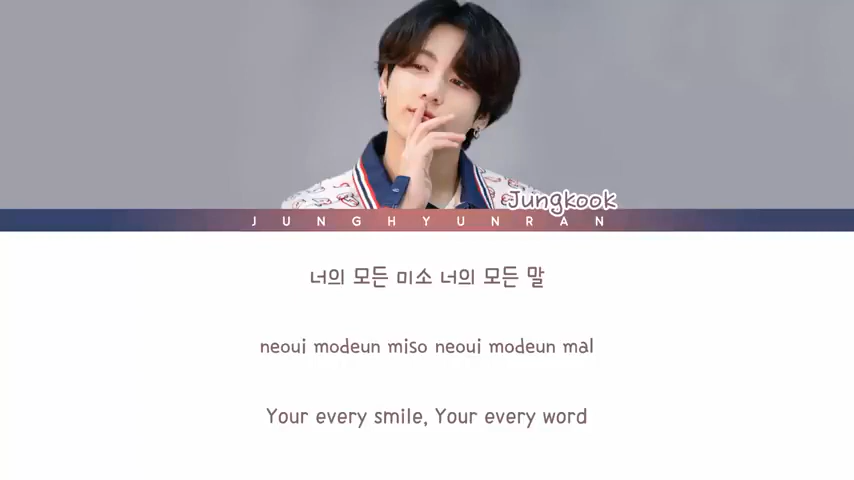 Jungkook
JUNGHYUNRAN
너의 모든 미소 너의 모든 말
neoui modeun miso neoui modeun mal
Your every smile, Your every word